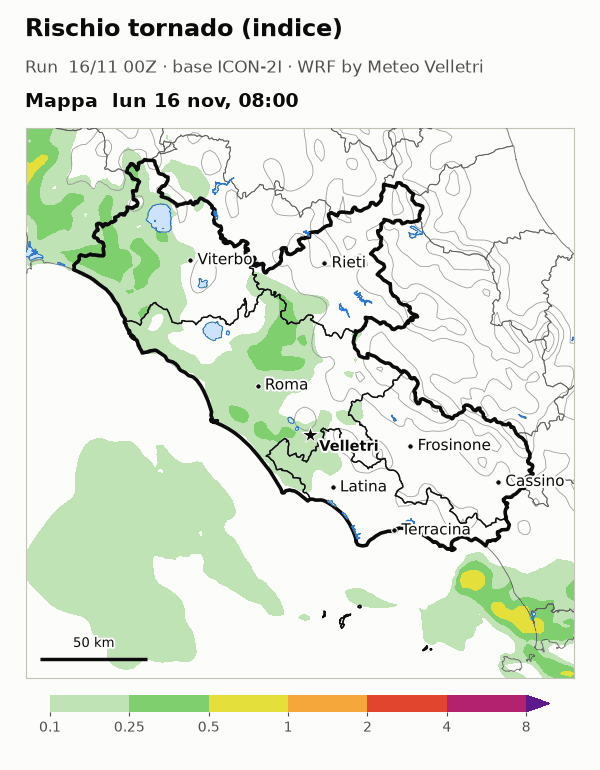 Rischio tornado (indice)
Run  16/11 00Z · base ICON-2I · WRF by Meteo Velletri
Mappa  lun 16 nov, 08:00
Viterbo
Rieti
Roma
Velletri
Frosinone
Latina
Cassino
Terracina
50 km
0.1 0.25 0.5 1 2 4 8